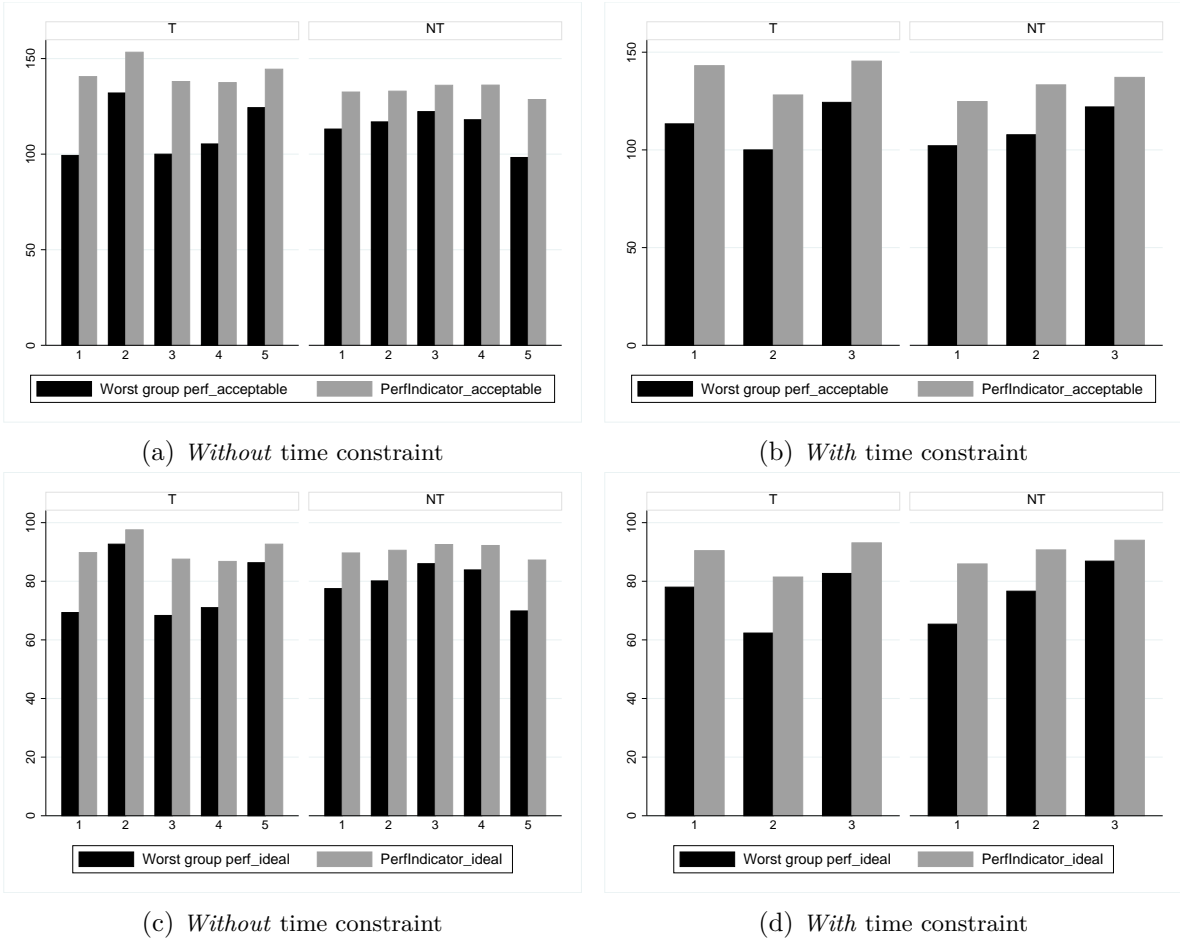 T NT
150
100
50
0
1 2 3 4 5 1 2 3 4 5
Worst group perf_acceptable PerfIndicator_acceptable
(a) Without time constraint
T NT
150
100
50
0
1 2 3 1 2 3
Worst group perf_acceptable PerfIndicator_acceptable
(b) With time constraint
T NT
100
80
60
40
20
0
1 2 3 4 5 1 2 3 4 5
Worst group perf_ideal PerfIndicator_ideal
(c) Without time constraint
T NT
100
80
60
40
20
0
1 2 3 1 2 3
Worst group perf_ideal PerfIndicator_ideal
(d) With time constraint